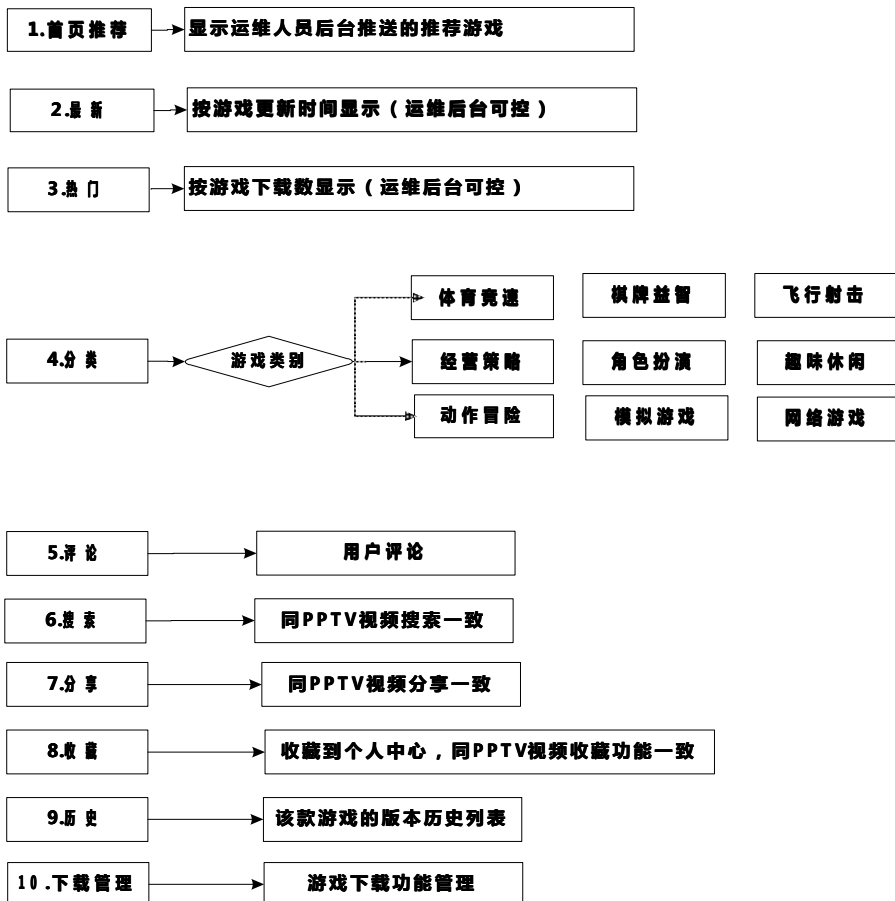 1.首页推荐 显示运维人员后台推送的推荐游戏
2.最新 按游戏更新时间显示（运维后台可控）
3.热门 按游戏下载数显示（运维后台可控）
体育竞速 棋牌益智 飞行射击
4.分类 游戏类别 经营策略 角色扮演 趣味休闲
动作冒险 模拟游戏 网络游戏
5.评论 用户评论
6.搜索 同PPTV视频搜索一致
7.分享 同PPTV视频分享一致
8.收藏 收藏到个人中心，同PPTV视频收藏功能一致
9.历史 该款游戏的版本历史列表
10.下载管理 游戏下载功能管理